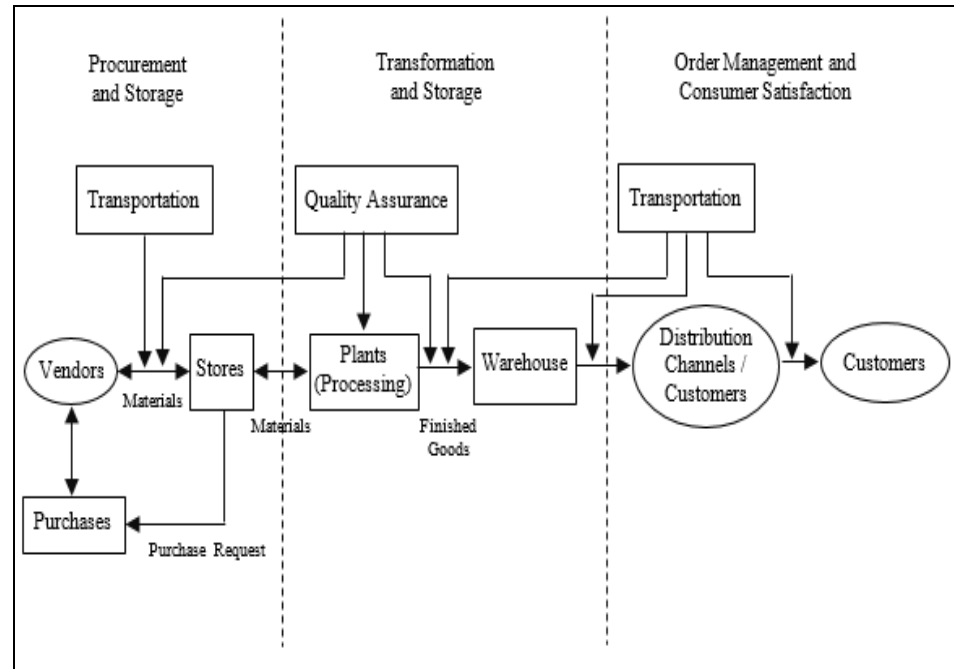 Procurement
and Storage
Transformation
and Storage
Order Management and
Consumer Satisfaction
Transportation
Quality Assurance
Transportation
Vendors
Materials
Stores
Materials
Plants
(Processing)
Finished
Goods
Warehouse
Distribution
Channels /
Customers
Customers
Purchases
Purchase Request